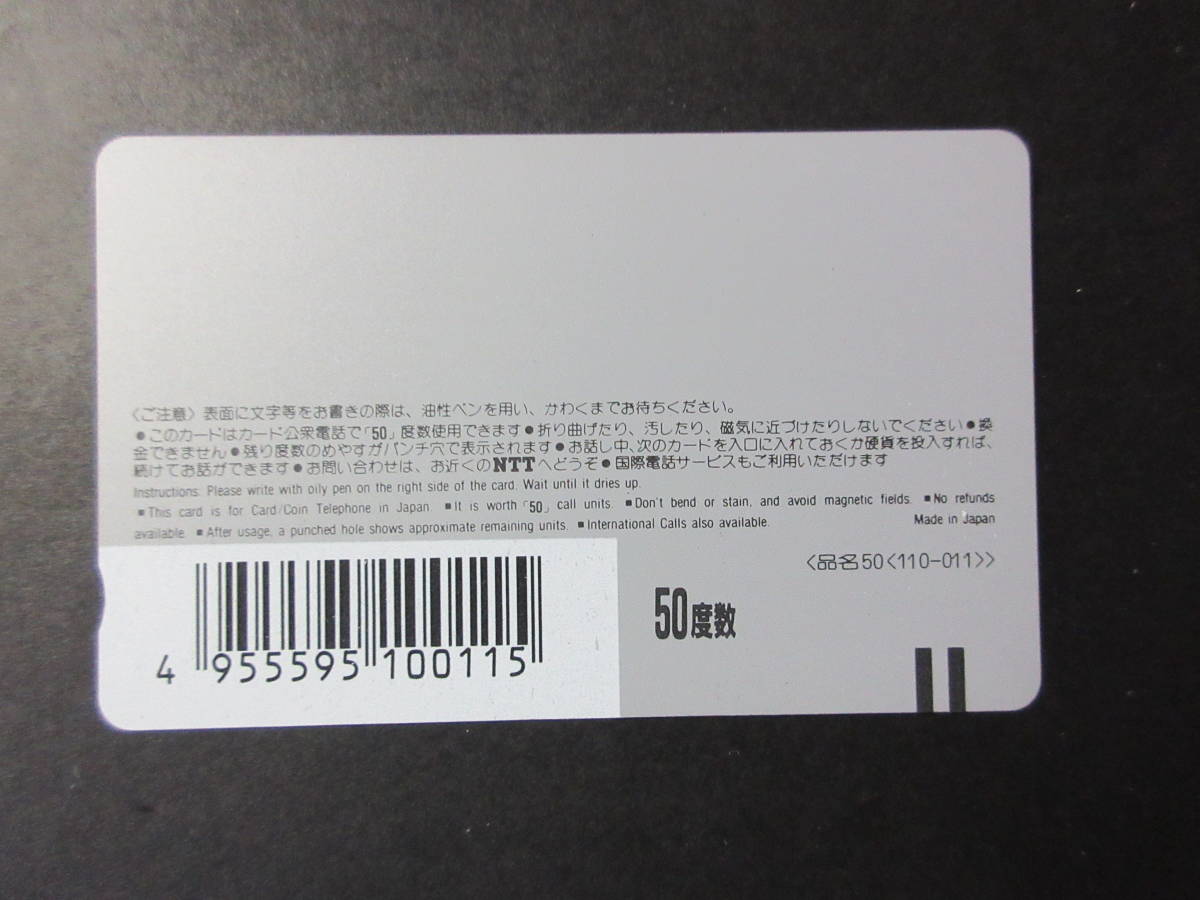 〈ご注意〉表面に文字等をお書きの際は、油性ペンを用い、かわくまでお待ちください。
●このカードはカード公衆電話で「50」度数使用できます●折り曲げたり、汚したり、磁気に近づけたりしないでください●換
金できません●残り度数のめやすがパンチ穴で表示されます●お話し中、次のカードを入口に入れておくか硬貨を投入すれば、
続けてお話ができます●お問い合わせは、お近くのNTTへどうぞ●国際電話サービスもご利用いただけます
Instructions. Please write with oily pen on the right side of the card. Wait until it dries up.
■This card is for Card/Coin Telephone in Japan. ■It is worth「50」call units. ■Don't bend or stain, and avoid magnetic fields. ■No refunds
available. ■After usage, a punched hole shows approximate remaining units. ■International Calls also available.
Made in Japan
〈品名50〈110-011〉〉
50度数
4 955595 100115